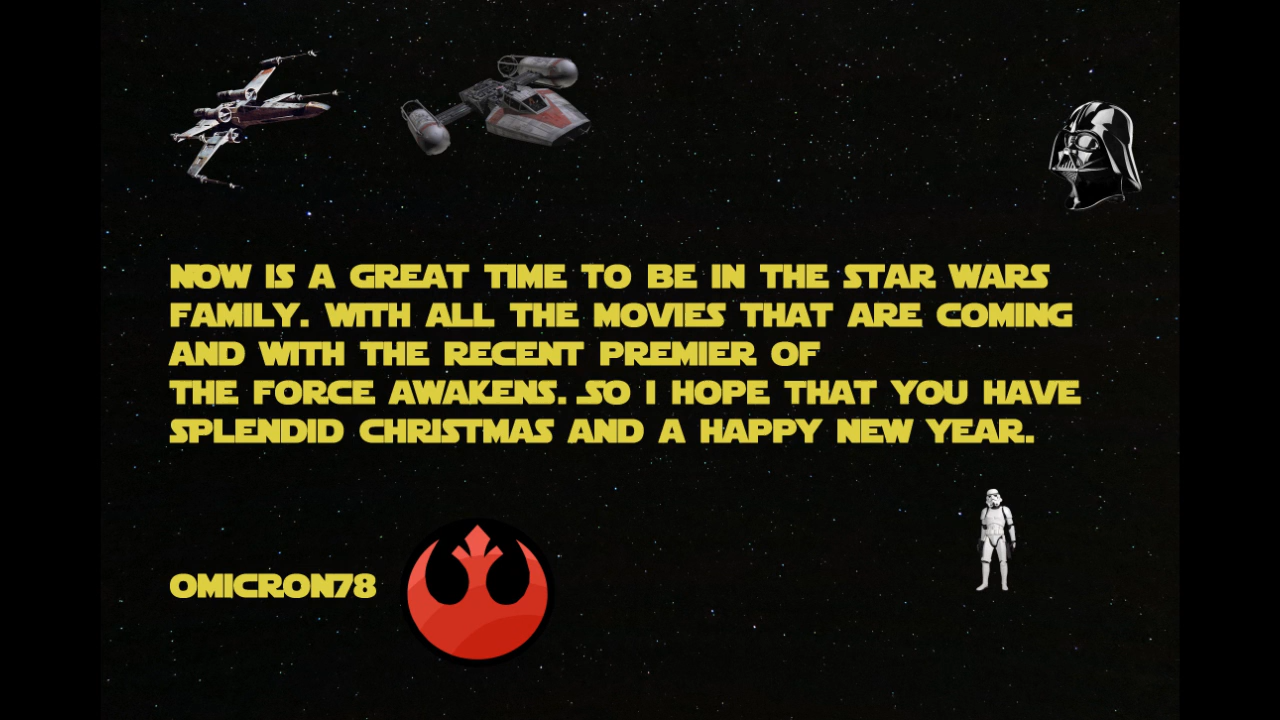 NOW IS A GREAT TIME TO BE IN THE STAR WARS
FAMILY. WITH ALL THE MOVIES THAT ARE COMING
AND WITH THE RECENT PREMIER OF
THE FORCE AWAKENS. SO I HOPE THAT YOU HAVE
SPLENDID CHRISTMAS AND A HAPPY NEW YEAR.
OMICRON78